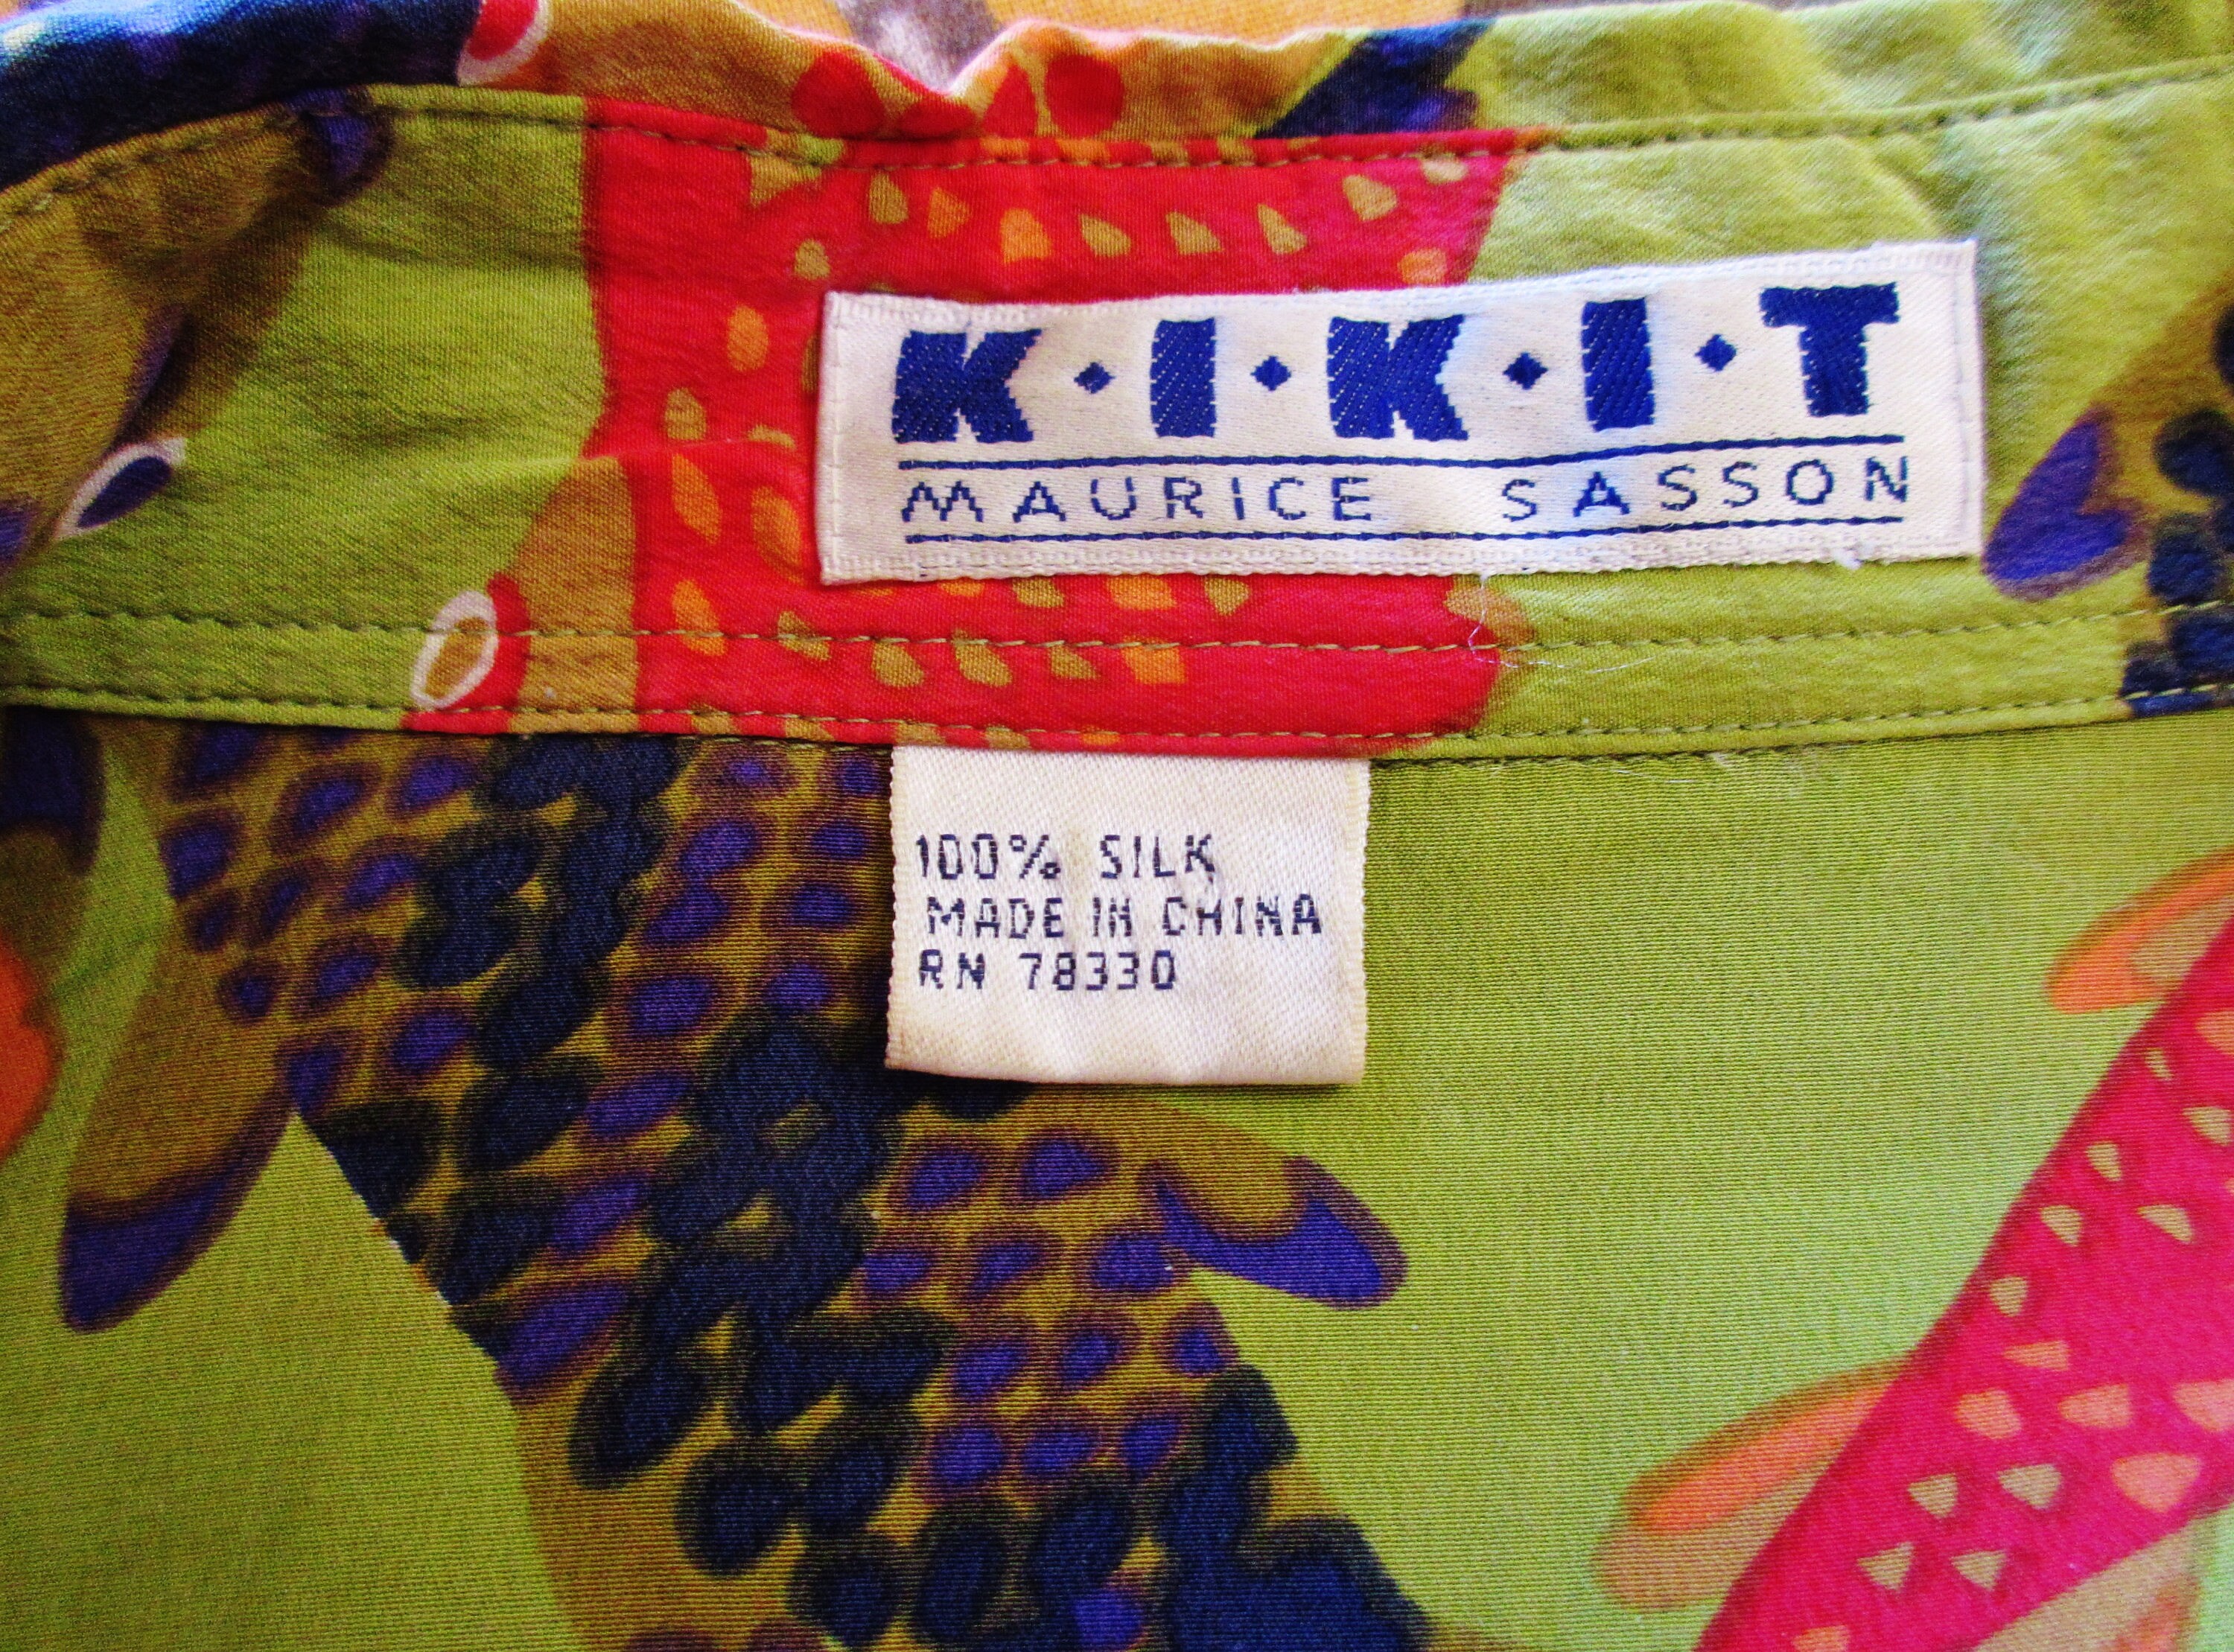 K·I·K·I·T
MAURICE SASSON
100% SILK
MADE IN CHINA
RN 78330